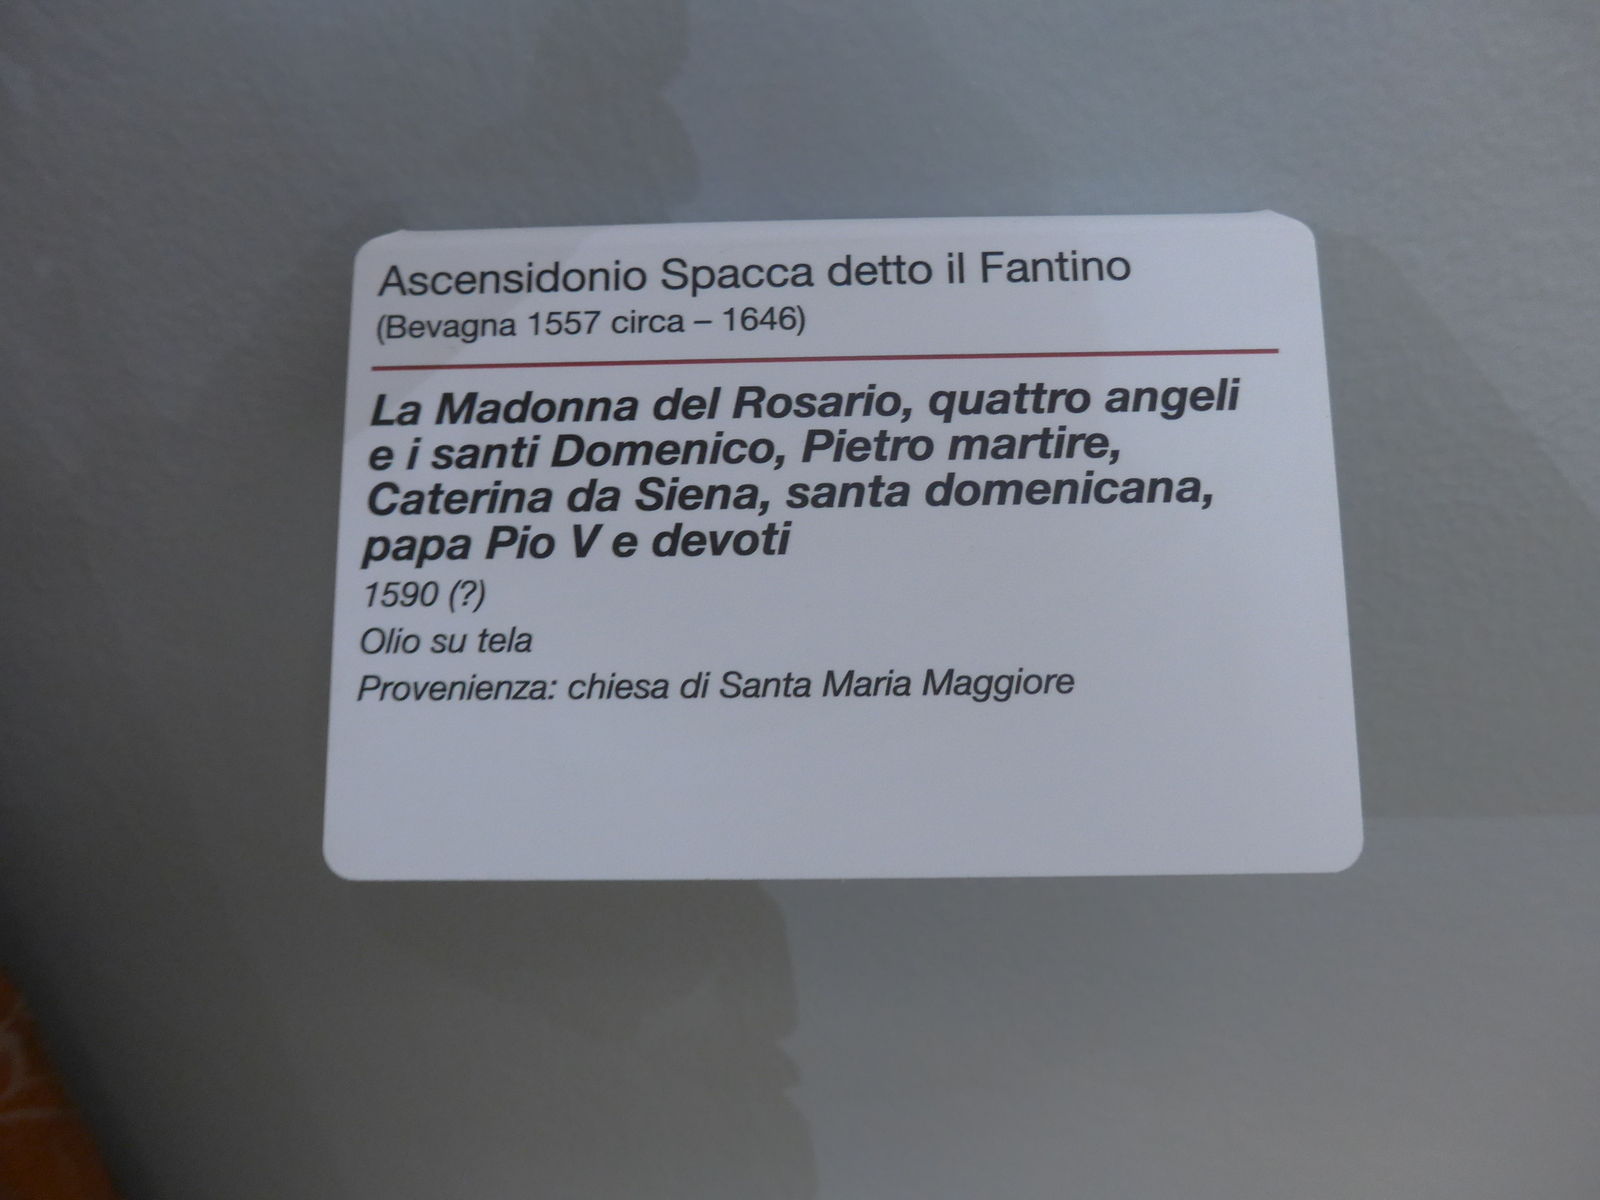 Ascensidonio Spacca detto il Fantino
(Bevagna 1557 circa – 1646)
La Madonna del Rosario, quattro angeli
e i santi Domenico, Pietro martire,
Caterina da Siena, santa domenicana,
papa Pio V e devoti
1590 (?)
Olio su tela
Provenienza: chiesa di Santa Maria Maggiore